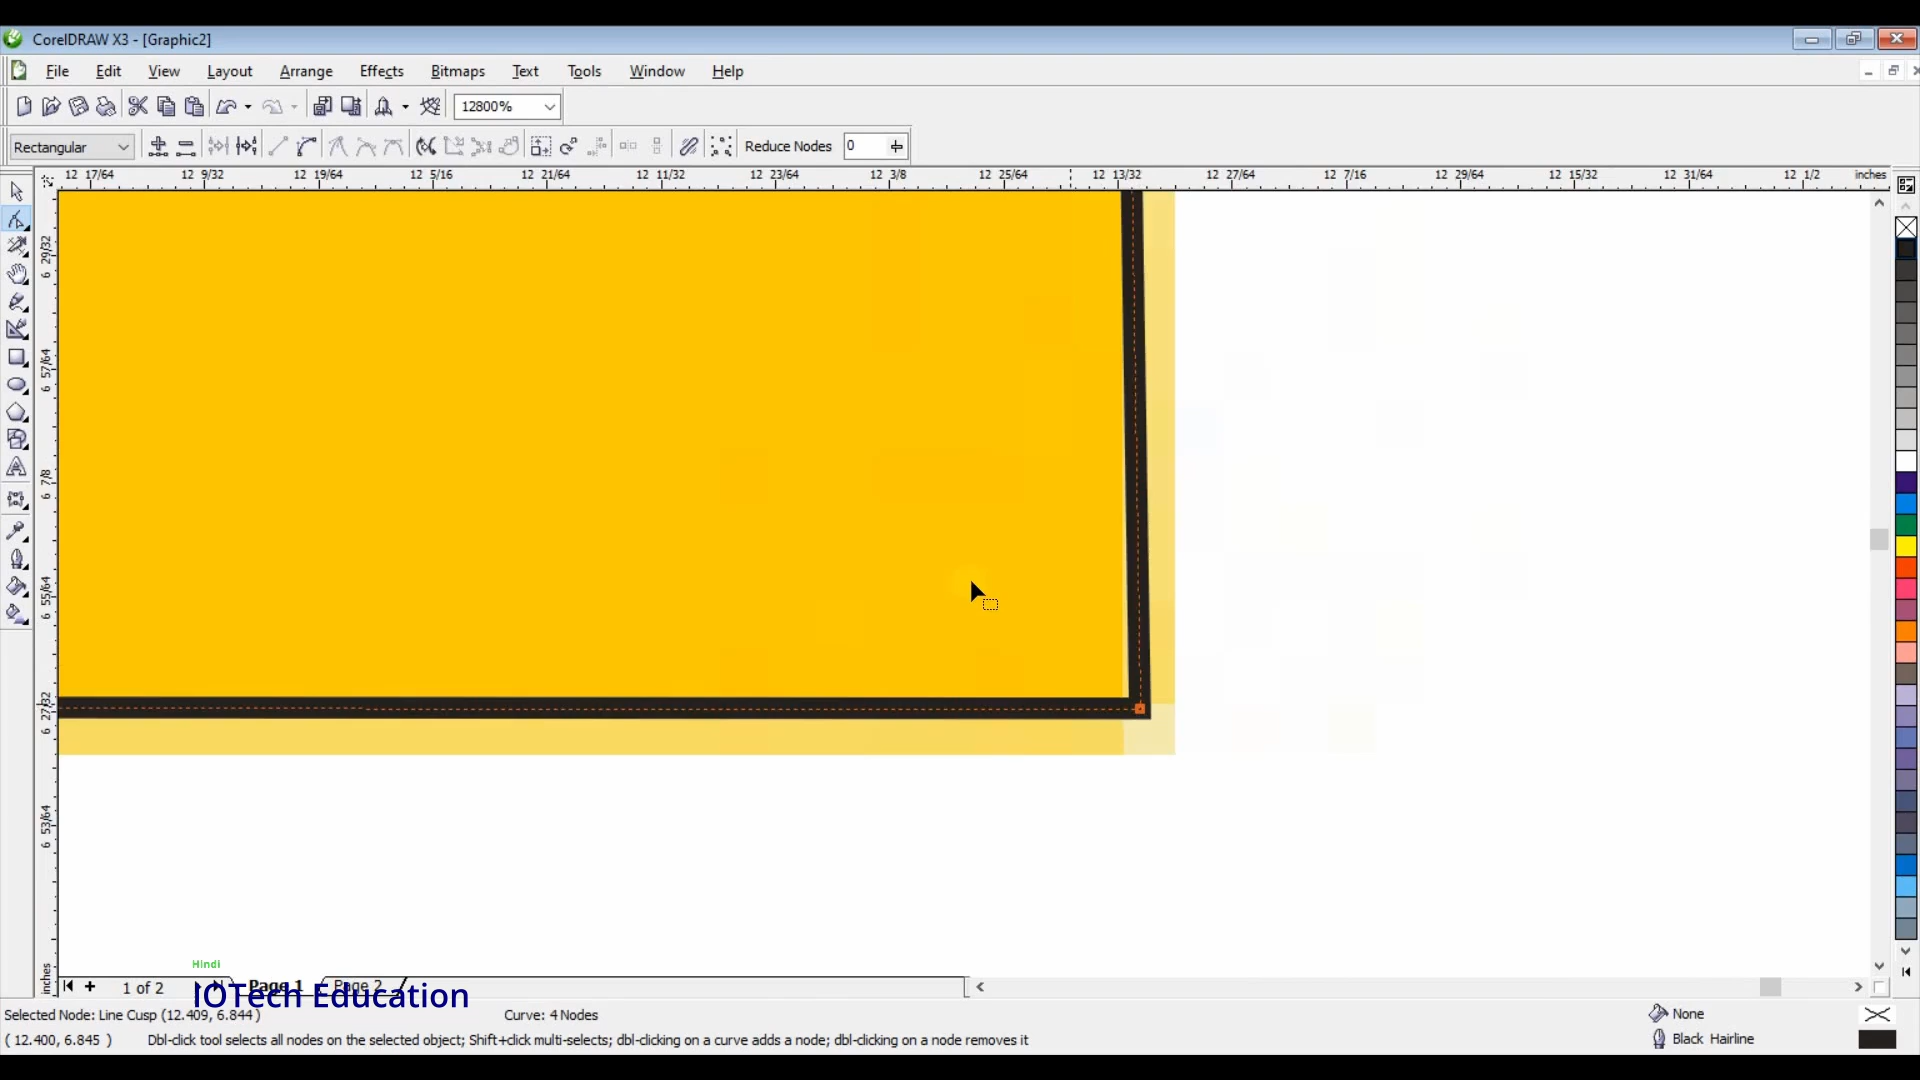 CorelDRAW X3 - [Graphic2]
File Edit View Layout Arrange Effects Bitmaps Text Tools Window Help
12800%
Rectangular Reduce Nodes 0
12 17/64 12 9/32 12 19/64 12 5/16 12 21/64 12 11/32 12 23/64 12 3/8 12 25/64 12 13/32 12 27/64 12 7/16 12 29/64 12 15/32 12 31/64 12 1/2 inches
6 29/32
6 57/64
6 7/8
6 55/64
6 27/32
6 53/64
inches
Hindi
1 of 2 Page 1 Page 2
IOTech Education
Selected Node: Line Cusp (12.409, 6.844 ) Curve: 4 Nodes None
( 12.400, 6.845 ) Dbl-click tool selects all nodes on the selected object; Shift+click multi-selects; dbl-clicking on a curve adds a node; dbl-clicking on a node removes it Black Hairline